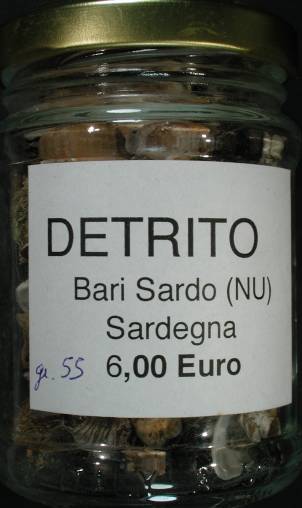 DETRITO
Bari Sardo (NU)
Sardegna
gr. 55 6,00 Euro